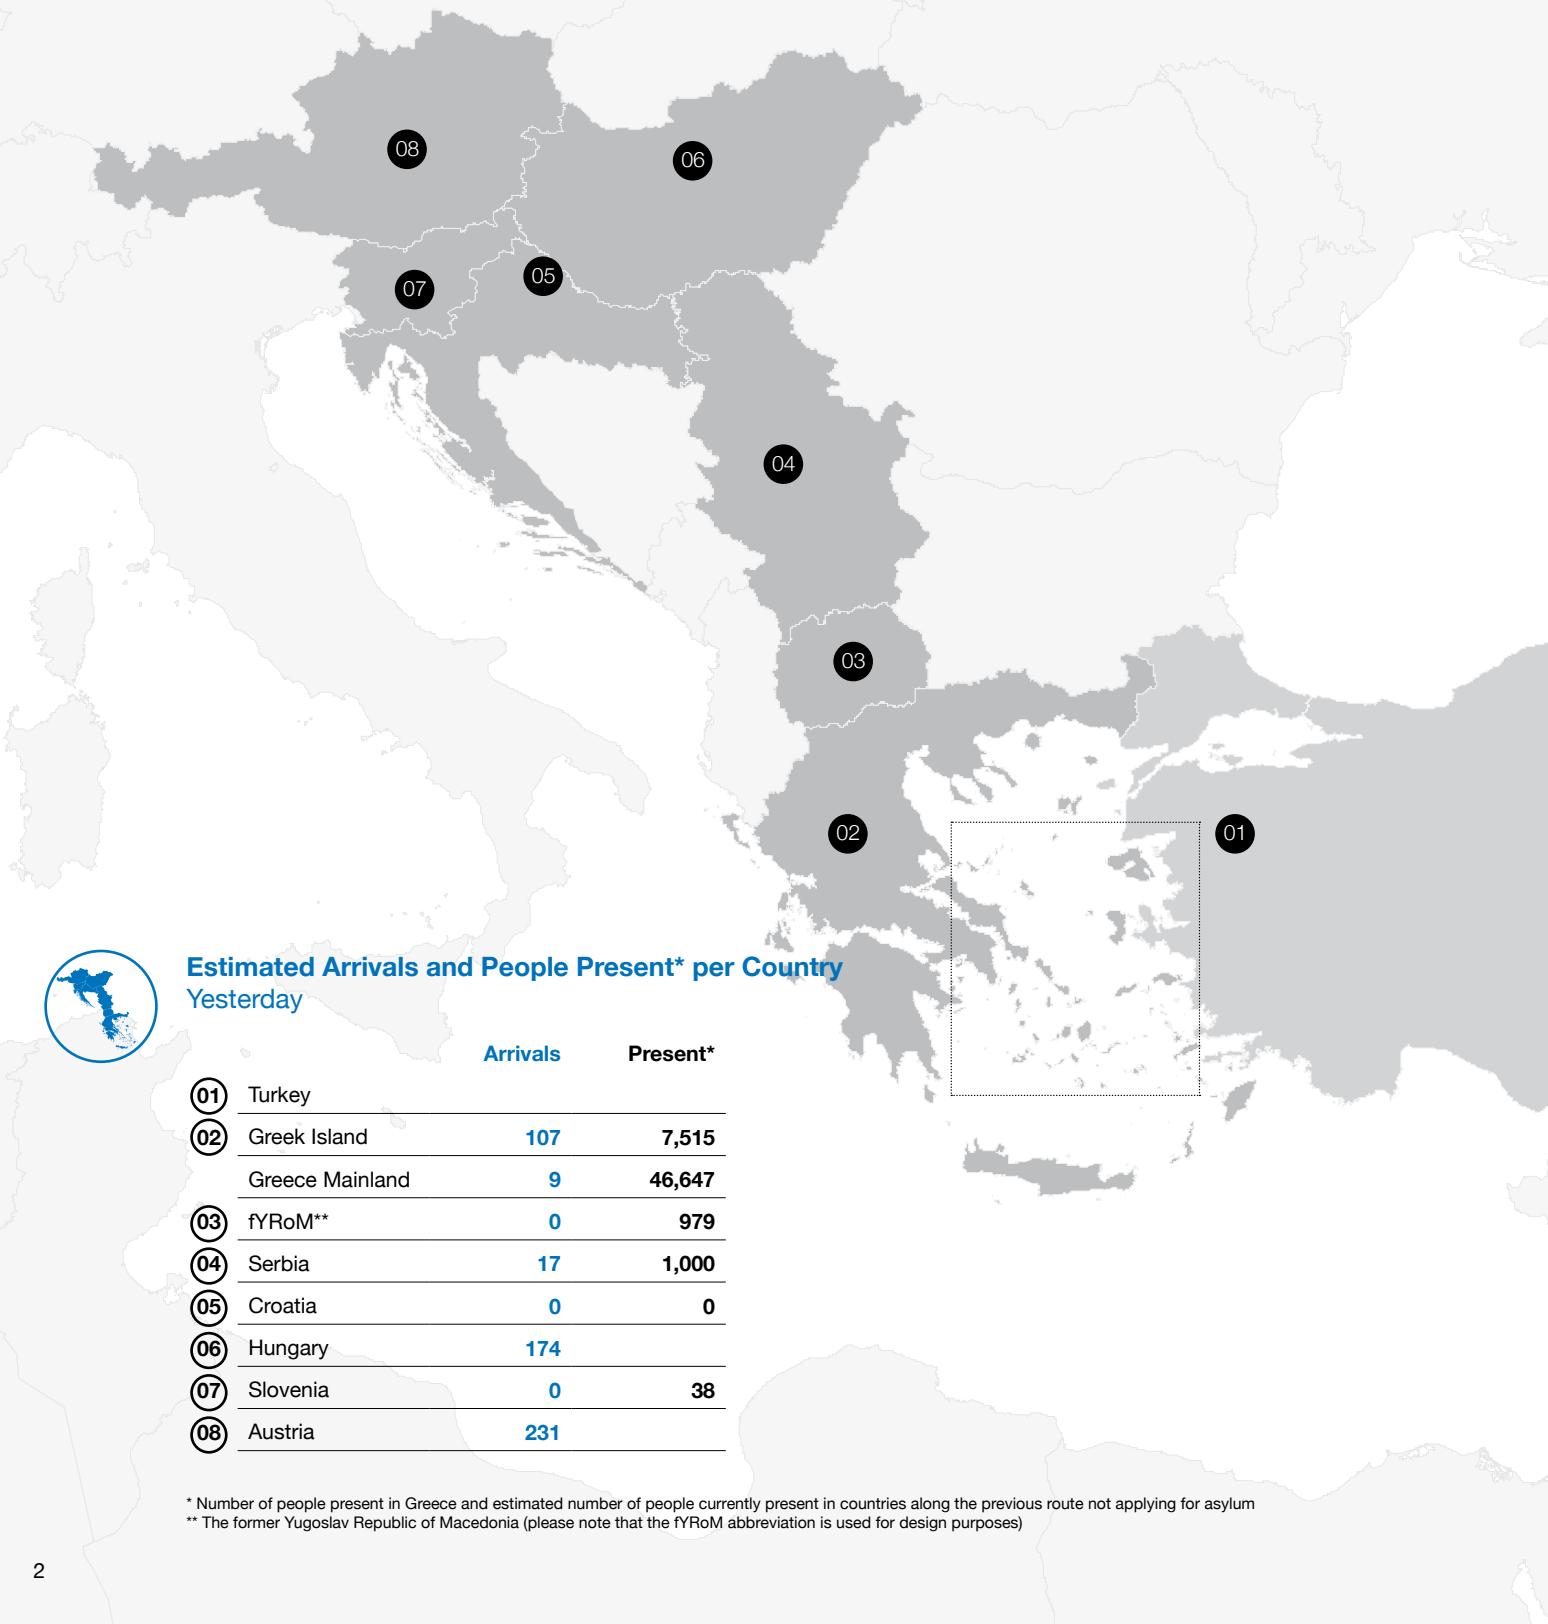 08
06
05
07
04
03
02
01
Estimated Arrivals and People Present* per Country
Yesterday
Arrivals Present*
01 Turkey
02 Greek Island 107 7,515
Greece Mainland 9 46,647
03 fYRoM** 0 979
04 Serbia 17 1,000
05 Croatia 0 0
06 Hungary 174
07 Slovenia 0 38
08 Austria 231
* Number of people present in Greece and estimated number of people currently present in countries along the previous route not applying for asylum
** The former Yugoslav Republic of Macedonia (please note that the fYRoM abbreviation is used for design purposes)
2